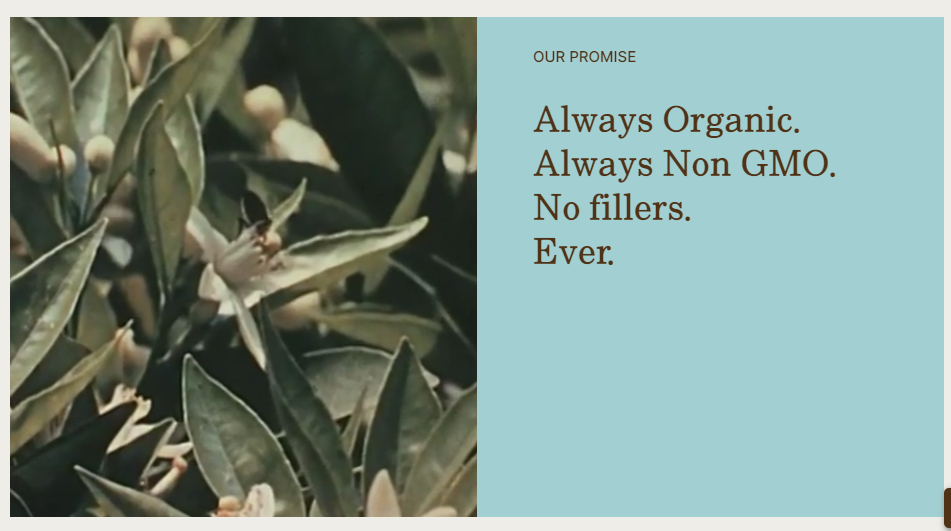 OUR PROMISE
Always Organic.
Always Non GMO.
No fillers.
Ever.